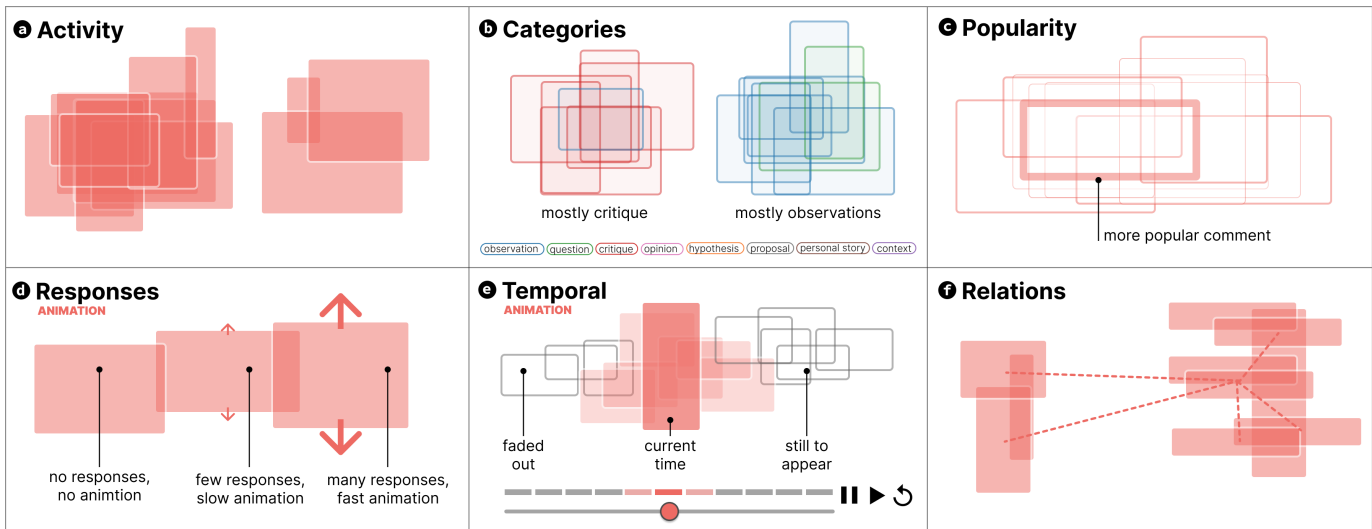 a Activity
b Categories
mostly critique
mostly observations
observation question critique opinion hypothesis proposal personal story context
c Popularity
more popular comment
d Responses
ANIMATION
no responses,
no animtion
few responses,
slow animation
many responses,
fast animation
e Temporal
ANIMATION
faded
out
current
time
still to
appear
f Relations